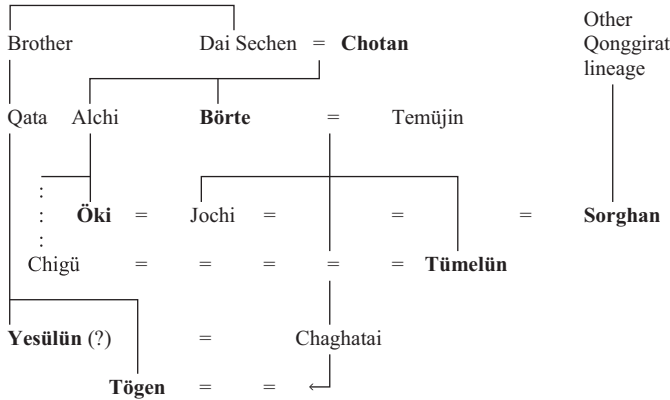 Other
Brother Dai Sechen = Chotan Qonggirat
lineage
Qata Alchi Börte = Temüjin
:
: Öki = Jochi = = = Sorghan
:
Chigü = = = = = Tümelün
Yesülün (?) = Chaghatai
Tögen = = ←